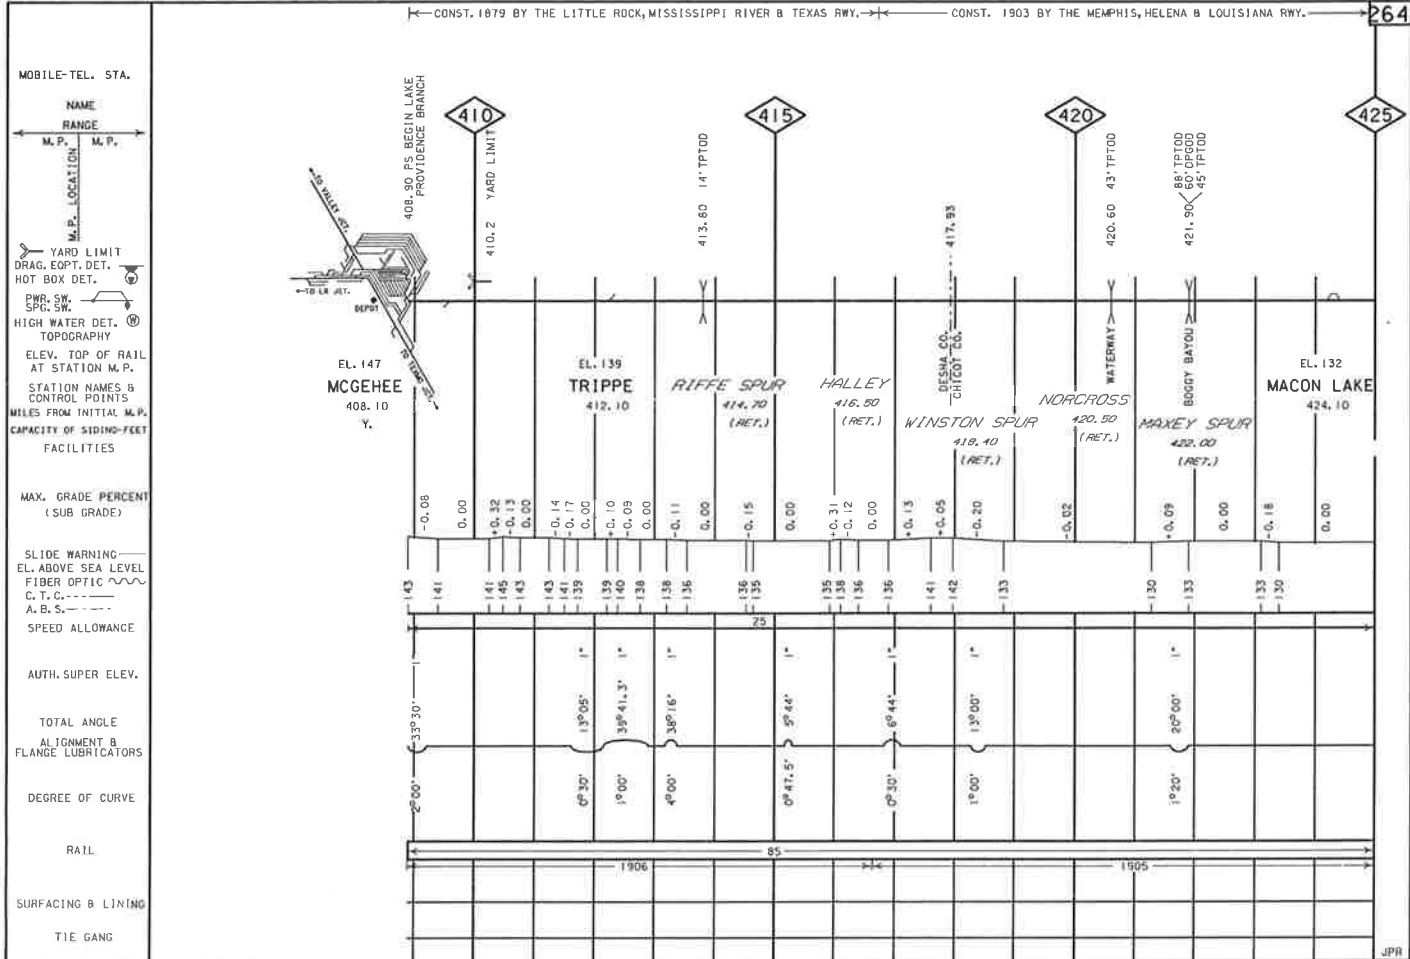 CONST. 1879 BY THE LITTLE ROCK, MISSISSIPPI RIVER & TEXAS RWY.
CONST. 1903 BY THE MEMPHIS, HELENA & LOUISIANA RWY.
264
MOBILE-TEL. STA.
NAME
RANGE
M.P. M.P.
M.P. LOCATION
YARD LIMIT
DRAG. EQPT. DET.
HOT BOX DET.
PWR. SW.
SPG. SW.
HIGH WATER DET. W
TOPOGRAPHY
ELEV. TOP OF RAIL
AT STATION M.P.
STATION NAMES &
CONTROL POINTS
MILES FROM INITIAL M.P.
CAPACITY OF SIDING-FEET
FACILITIES
MAX. GRADE PERCENT
(SUB GRADE)
SLIDE WARNING
EL. ABOVE SEA LEVEL
FIBER OPTIC
C.T.C.
A.B.S.
SPEED ALLOWANCE
AUTH. SUPER ELEV.
TOTAL ANGLE
ALIGNMENT &
FLANGE LUBRICATORS
DEGREE OF CURVE
RAIL
SURFACING & LINING
TIE GANG
410 415 420 425
408.90 PS BEGIN LAKE
PROVIDENCE BRANCH
410.2 YARD LIMIT
413.80 14'TPTOD
417.93
420.60 43'TPTOD
421.90
88'TPTOD
60'DPGOD
45'TPTOD
TO VALLEY JCT.
TO LR JCT.
DEPOT
TO TEXMO JCT.
EL. 147
MCGEHEE
408.10
Y.
EL. 139
TRIPPE
412.10
RIFFE SPUR
414.70
(RET.)
HALLEY
416.50
(RET.)
DESHA CO.
CHICOT CO.
WINSTON SPUR
418.40
(RET.)
NORCROSS
420.50
(RET.)
WATERWAY
BOGGY BAYOU
MAXEY SPUR
422.00
(RET.)
EL. 132
MACON LAKE
424.10
-0.08 0.00 +0.32 -0.13 0.00 -0.14 -0.17 0.00 +0.10 -0.09 0.00 -0.11 0.00 -0.15 0.00 +0.31 -0.12 0.00 +0.13 +0.05 -0.20 -0.02 +0.09 0.00 -0.18 0.00
143 141 141 145 143 143 141 139 139 140 138 138 136 136 135 135 138 136 136 141 142 133 130 133 133 130
25
1 1" 1" 1" 1" 1" 1" 1"
33°30' 13°05' 39°41.3' 38°16' 5°44' 6°44' 13°00' 20°00'
2°00' 0°30' 1°00' 4°00' 0°47.5' 0°30' 1°00' 1°20'
85
1906 1905
JPR